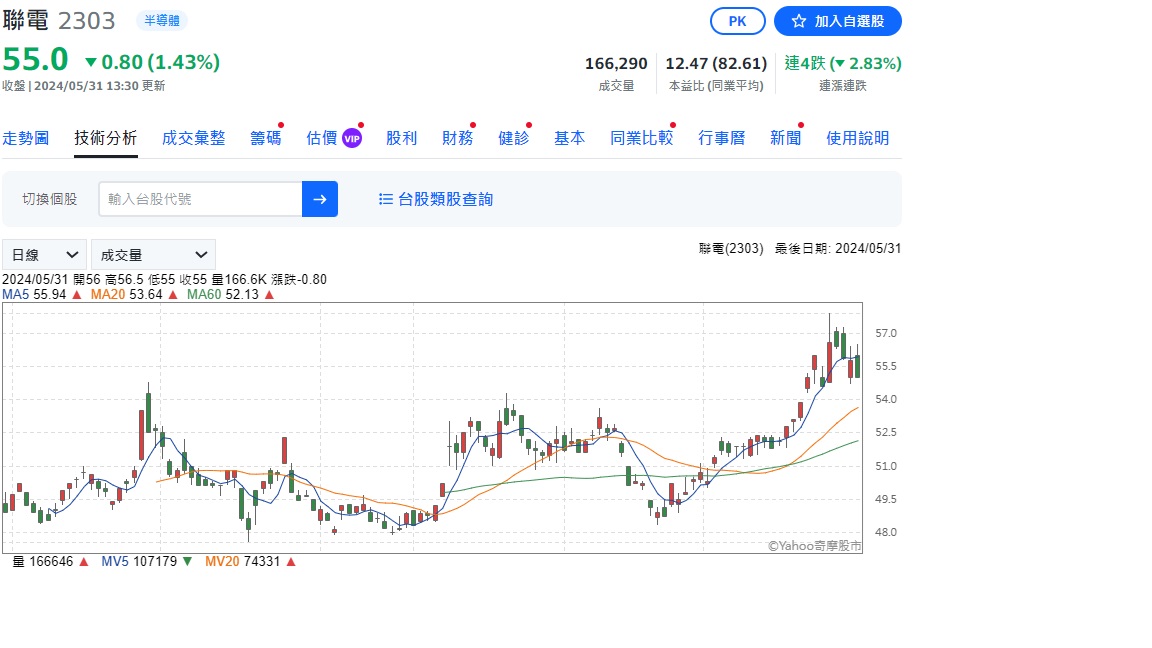 聯電 2303 半導體
PK
加入自選股
55.0 ▼ 0.80 (1.43%)
收盤 | 2024/05/31 13:30 更新
166,290
成交量
12.47 (82.61)
本益比 (同業平均)
連4跌 (▼ 2.83%)
連漲連跌
走勢圖 技術分析 成交彙整 籌碼 估價 VIP 股利 財務 健診 基本 同業比較 行事曆 新聞 使用說明
切換個股 輸入台股代號 → 台股類股查詢
日線 成交量
聯電(2303) 最後日期: 2024/05/31
2024/05/31 開56 高56.5 低55 收55 量166.6K 漲跌-0.80
MA5 55.94 ▲ MA20 53.64 ▲ MA60 52.13 ▲
57.0
55.5
54.0
52.5
51.0
49.5
48.0
©Yahoo奇摩股市
量 166646 ▲ MV5 107179 ▼ MV20 74331 ▲